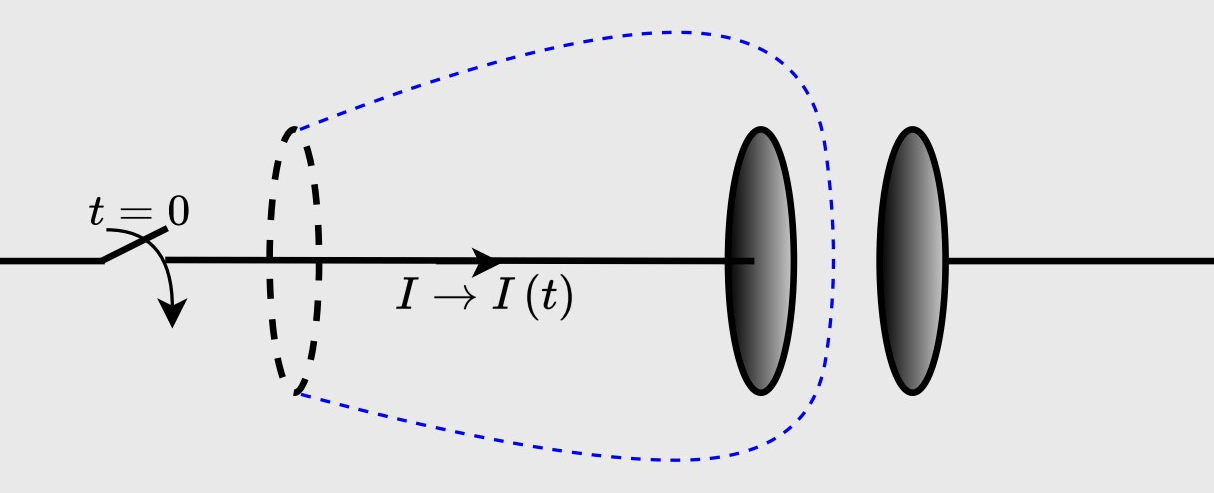 t = 0
I → I (t)